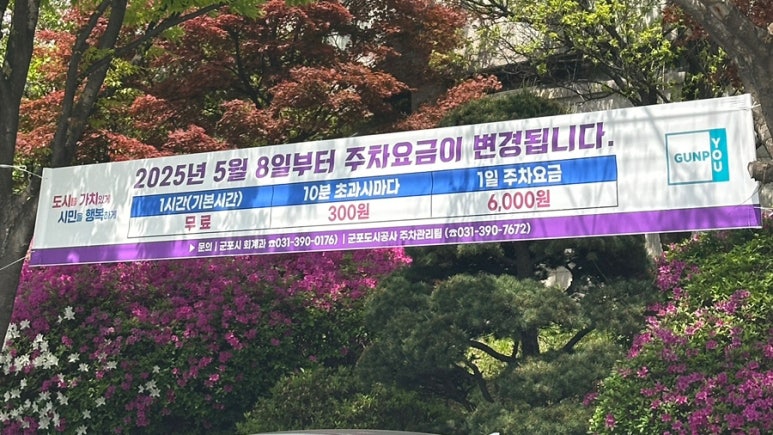 2025년 5월 8일부터 주차요금이 변경됩니다.
도시를 가치있게
시민을 행복하게
1시간(기본시간) 10분 초과시마다 1일 주차요금
무료 300원 6,000원
GUNPO
YOU
▶ 문의 | 군포시 회계과 ☎031-390-0176) | 군포도시공사 주차관리팀 (☎031-390-7672)